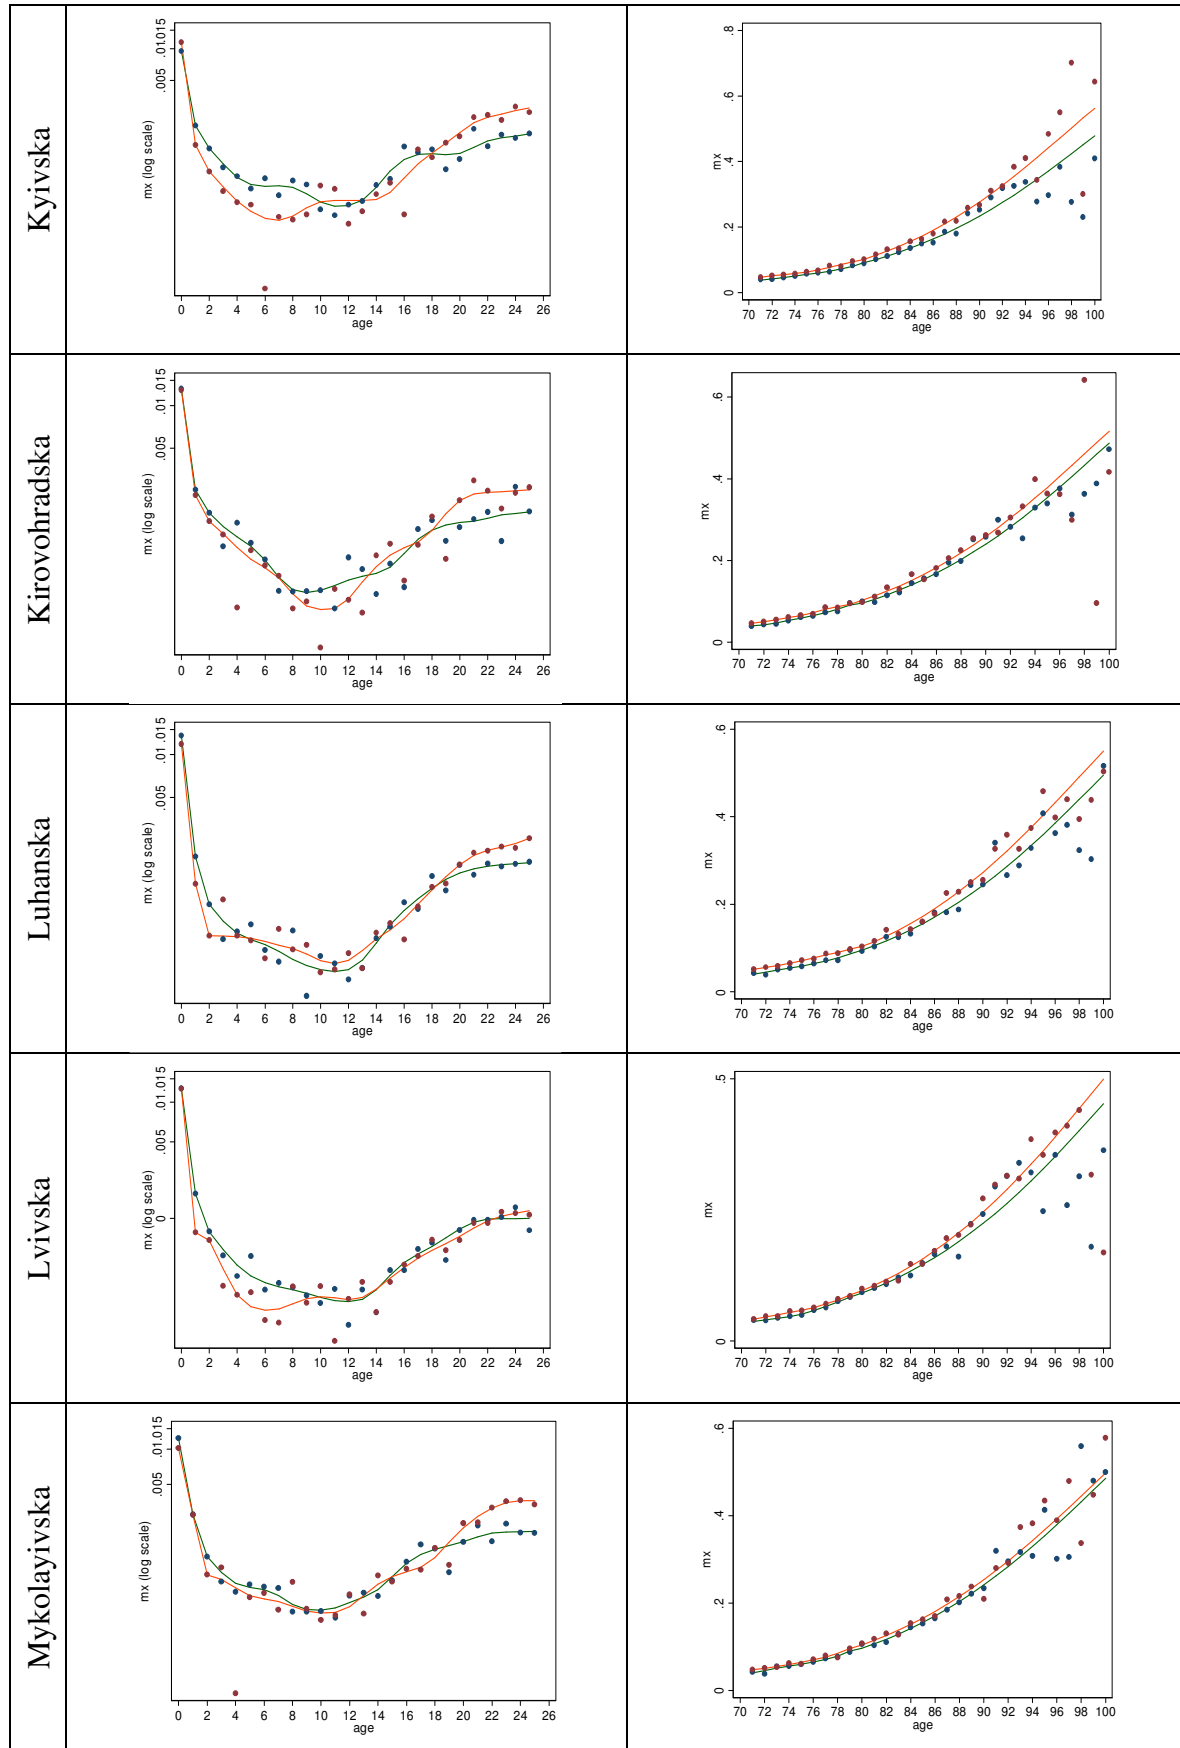 Kyivska
mx (log scale)
.005
.01
.015
0 2 4 6 8 10 12 14 16 18 20 22 24 26
age
mx
0 .2 .4 .6 .8
70 72 74 76 78 80 82 84 86 88 90 92 94 96 98 100
age
Kirovohradska
mx (log scale)
.005
.01
.015
0 2 4 6 8 10 12 14 16 18 20 22 24 26
age
mx
0 .2 .4 .6
70 72 74 76 78 80 82 84 86 88 90 92 94 96 98 100
age
Luhanska
mx (log scale)
.005
.01
.015
0 2 4 6 8 10 12 14 16 18 20 22 24 26
age
mx
0 .2 .4 .6
70 72 74 76 78 80 82 84 86 88 90 92 94 96 98 100
age
Lvivska
mx (log scale)
0
.005
.01
.015
0 2 4 6 8 10 12 14 16 18 20 22 24 26
age
mx
0 .5
70 72 74 76 78 80 82 84 86 88 90 92 94 96 98 100
age
Mykolayivska
mx (log scale)
.005
.01
.015
0 2 4 6 8 10 12 14 16 18 20 22 24 26
age
mx
0 .2 .4 .6
70 72 74 76 78 80 82 84 86 88 90 92 94 96 98 100
age